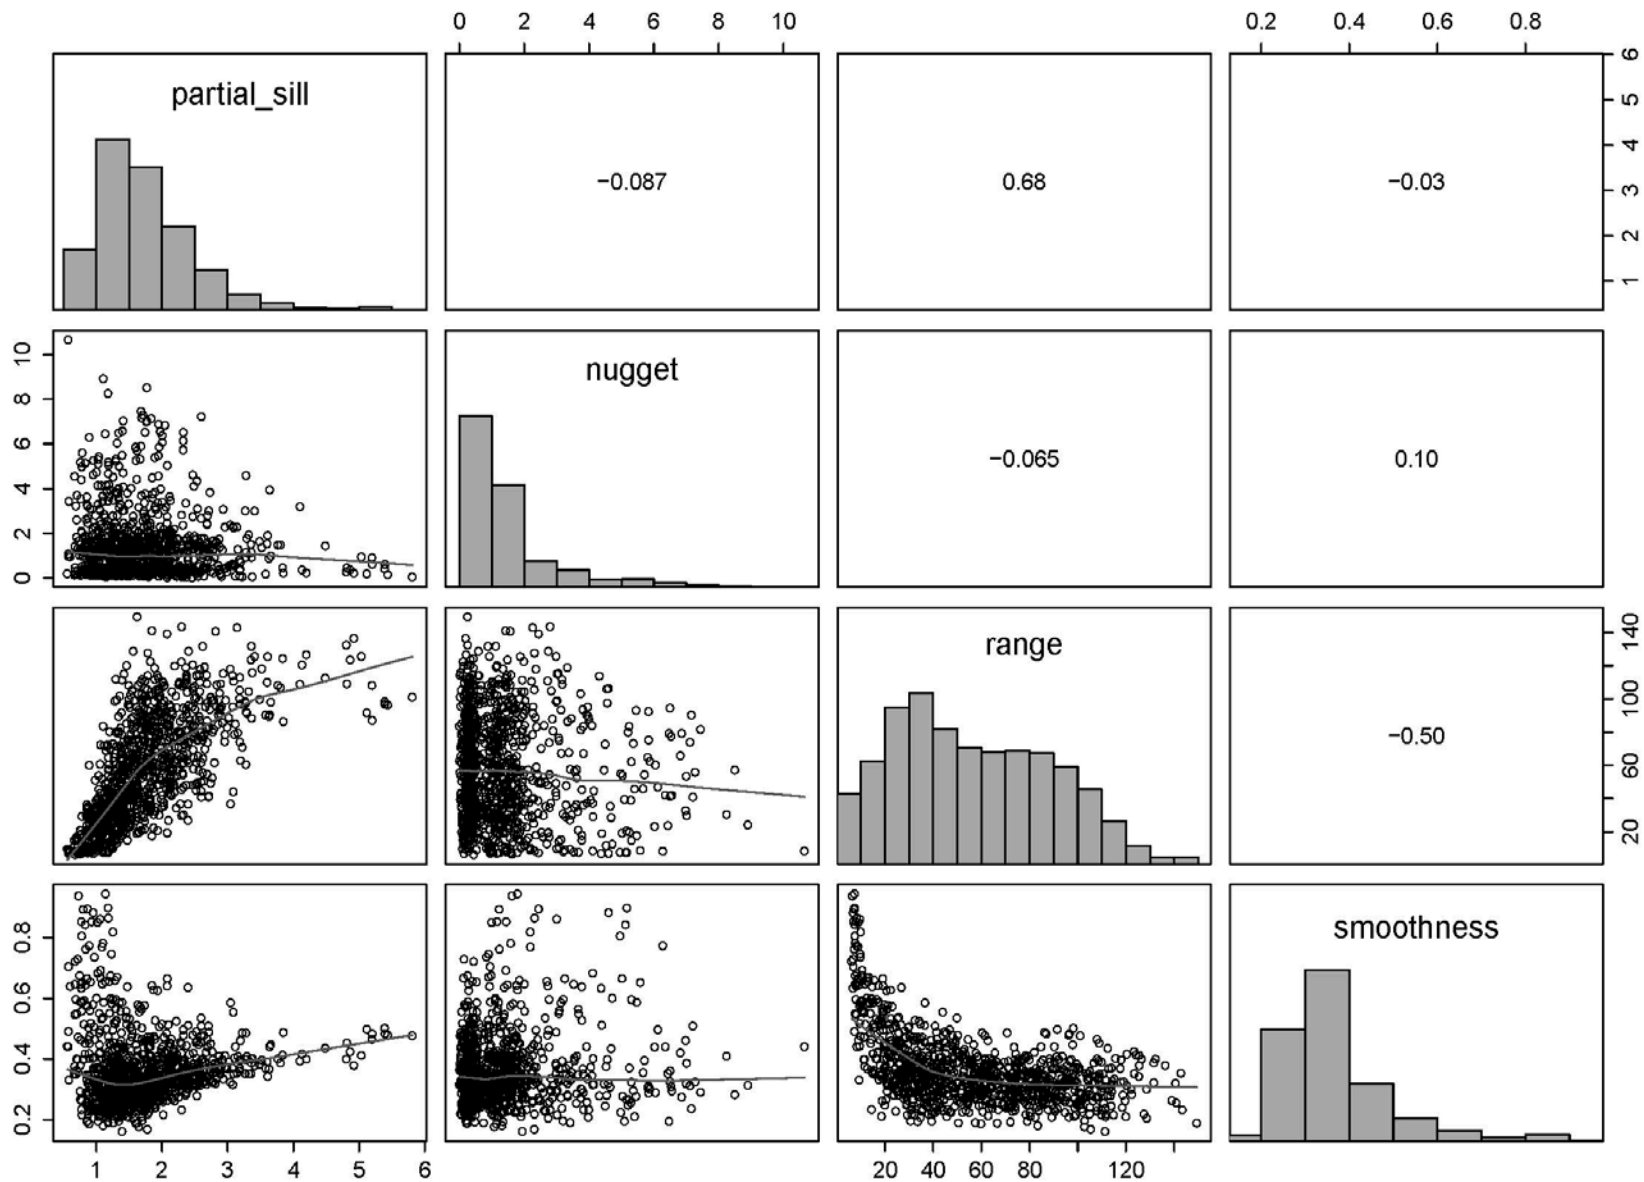 0 2 4 6 8 10 0.2 0.4 0.6 0.8
partial_sill −0.087 0.68 −0.03 1 2 3 4 5 6
0 2 4 6 8 10 nugget −0.065 0.10
range −0.50 20 60 100 140
0.2 0.4 0.6 0.8 smoothness
1 2 3 4 5 6 20 40 60 80 120